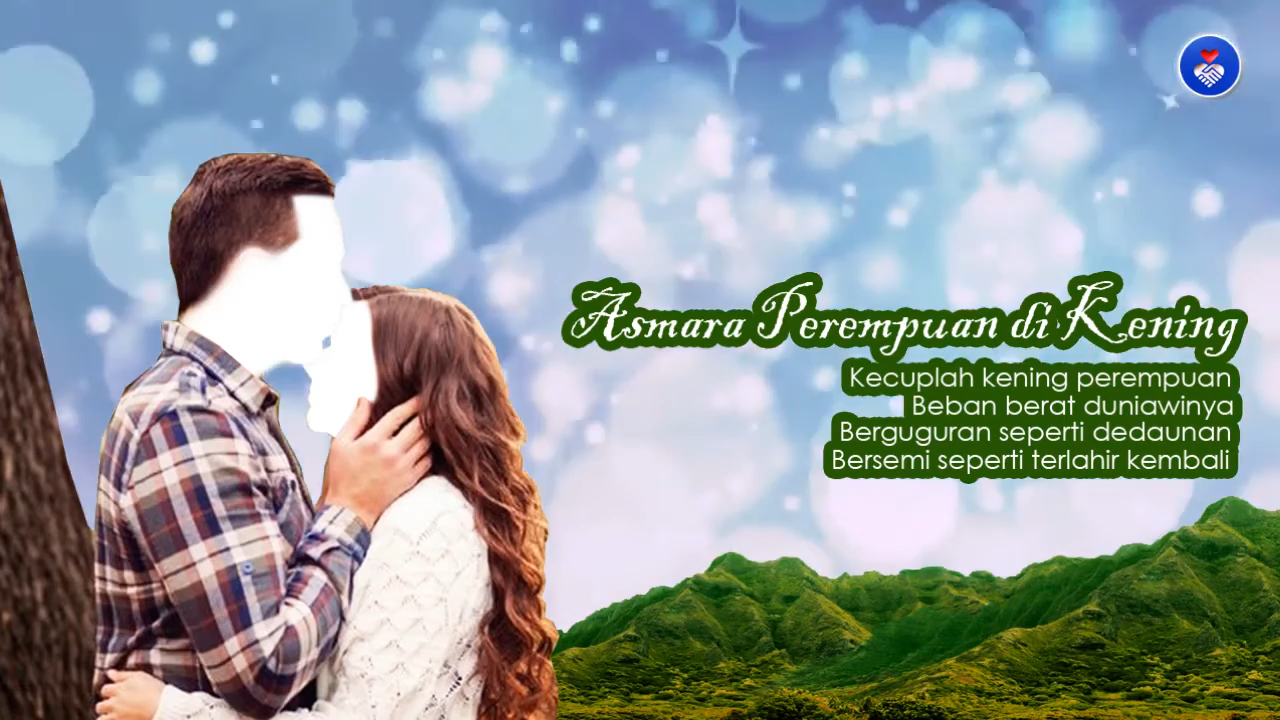 Asmara Perempuan di Kening
Kecuplah kening perempuan
Beban berat duniawinya
Berguguran seperti dedaunan
Bersemi seperti terlahir kembali